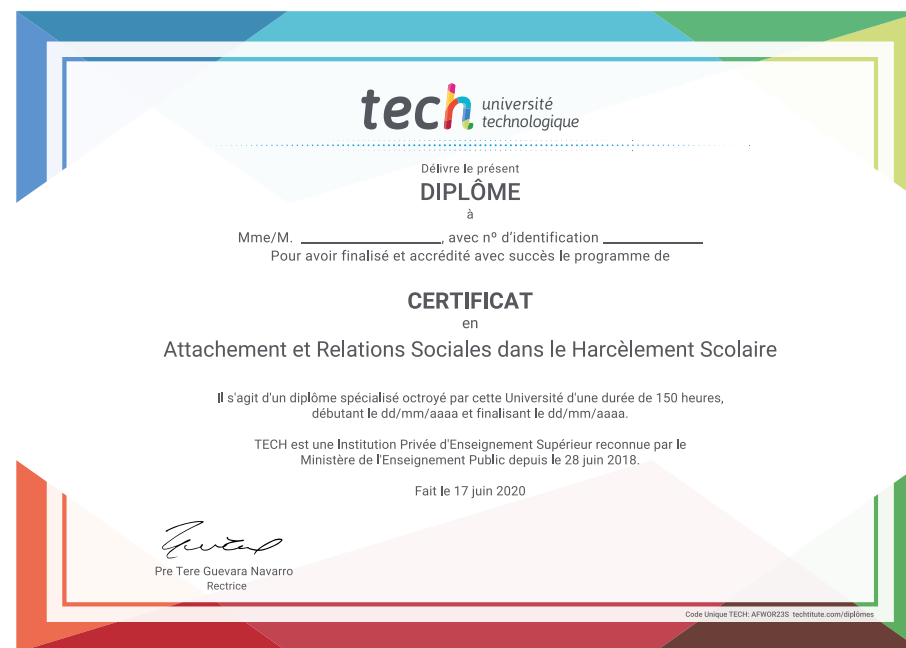 tech université
technologique
Délivre le présent
DIPLÔME
à
Mme/M. ____________________, avec nº d'identification ______________
Pour avoir finalisé et accrédité avec succès le programme de
CERTIFICAT
en
Attachement et Relations Sociales dans le Harcèlement Scolaire
Il s'agit d'un diplôme spécialisé octroyé par cette Université d'une durée de 150 heures,
débutant le dd/mm/aaaa et finalisant le dd/mm/aaaa.
TECH est une Institution Privée d'Enseignement Supérieur reconnue par le
Ministère de l'Enseignement Public depuis le 28 juin 2018.
Fait le 17 juin 2020
Pre Tere Guevara Navarro
Rectrice
Code Unique TECH: AFWOR23S techtitute.com/diplômes